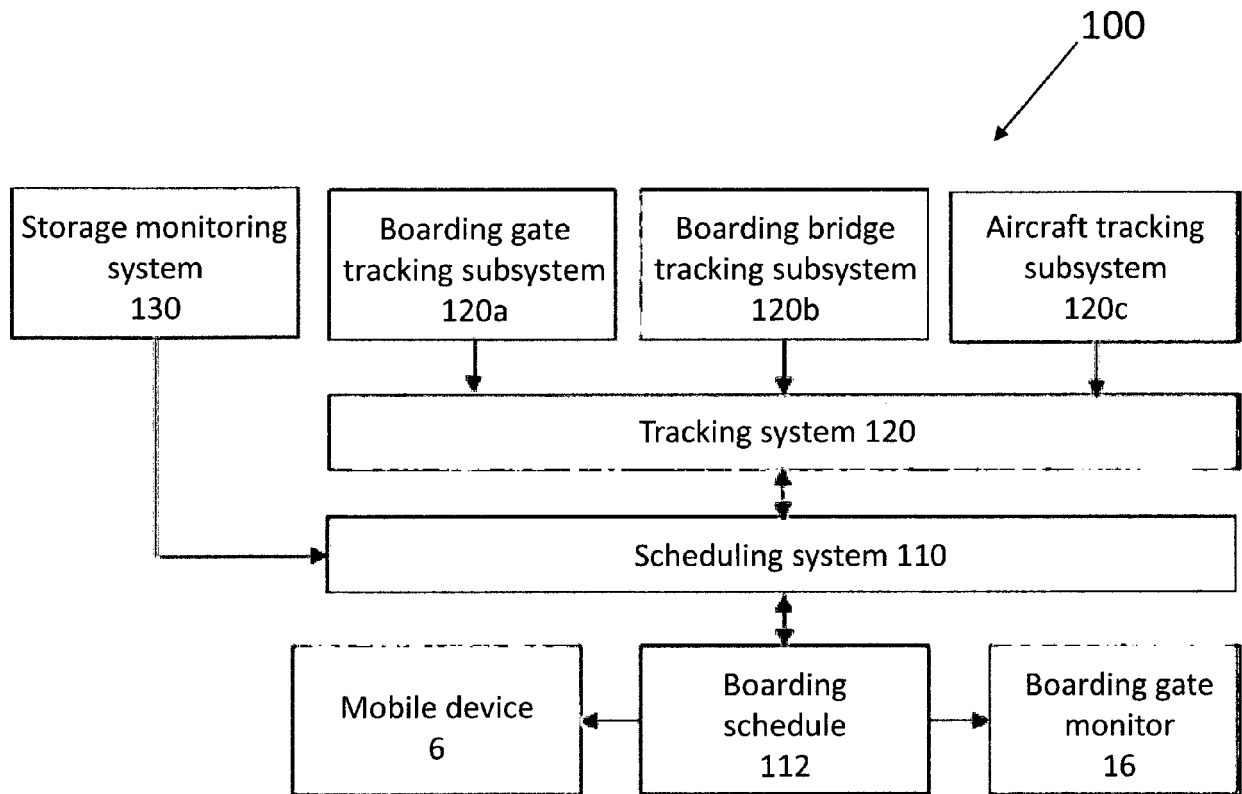 100
Storage monitoring
system
130
Boarding gate
tracking subsystem
120a
Boarding bridge
tracking subsystem
120b
Aircraft tracking
subsystem
120c
Tracking system 120
Scheduling system 110
Mobile device
6
Boarding
schedule
112
Boarding gate
monitor
16